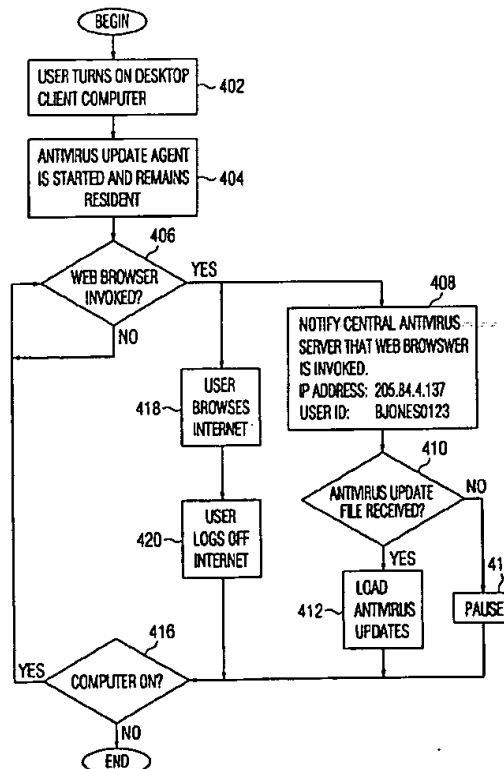 BEGIN
USER TURNS ON DESKTOP
CLIENT COMPUTER
402
ANTIVIRUS UPDATE AGENT
IS STARTED AND REMAINS
RESIDENT
404
406
WEB BROWSER
INVOKED?
YES
NO
408
NOTIFY CENTRAL ANTIVIRUS
SERVER THAT WEB BROWSWER
IS INVOKED.
IP ADDRESS: 205.84.4.137
USER ID: BJONES0123
418
USER
BROWSES
INTERNET
410
ANTIVIRUS UPDATE
FILE RECEIVED?
NO
YES
420
USER
LOGS OFF
INTERNET
412
LOAD
ANTIVIRUS
UPDATES
PAUSE
416
COMPUTER ON?
YES
NO
END